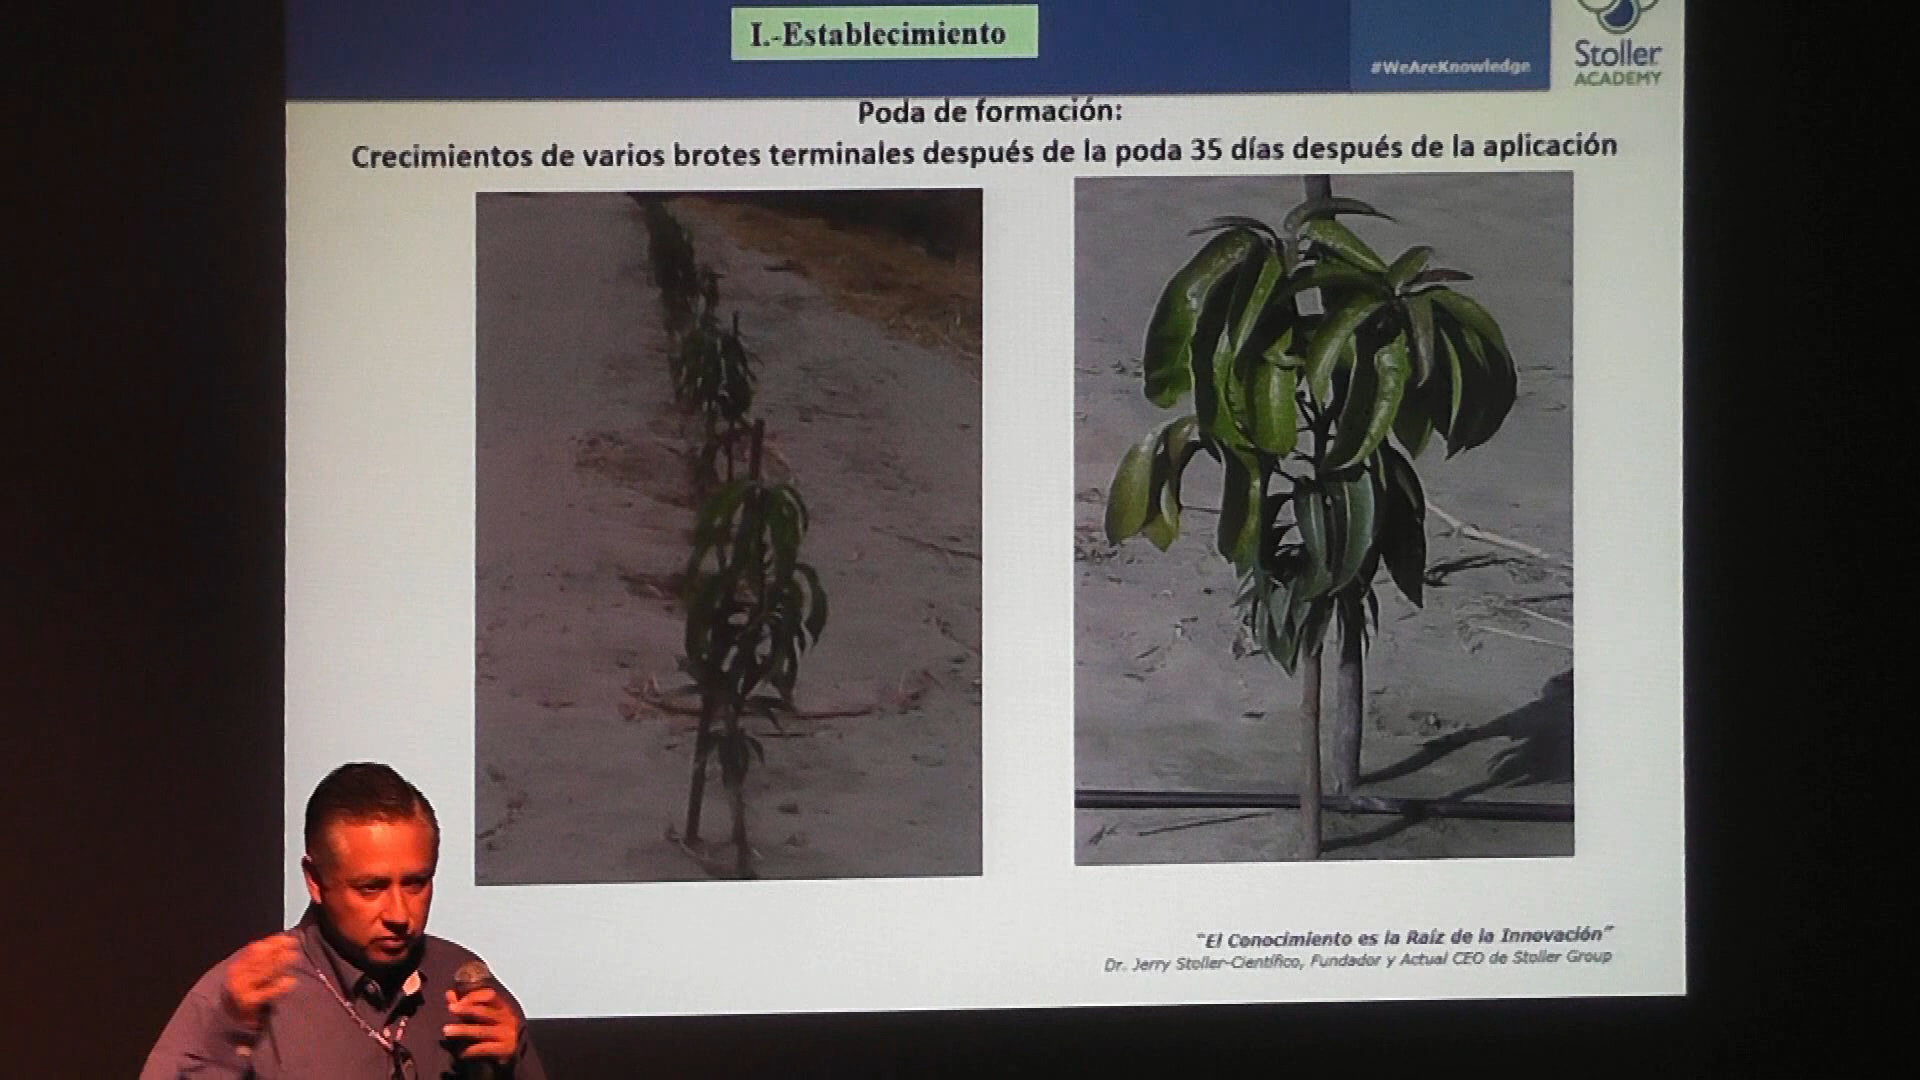 I.-Establecimiento
#WeAreKnowledge
Stoller
ACADEMY
Poda de formación:
Crecimientos de varios brotes terminales después de la poda 35 días después de la aplicación
"El Conocimiento es la Raíz de la Innovación"
Dr. Jerry Stoller-Científico, Fundador y Actual CEO de Stoller Group